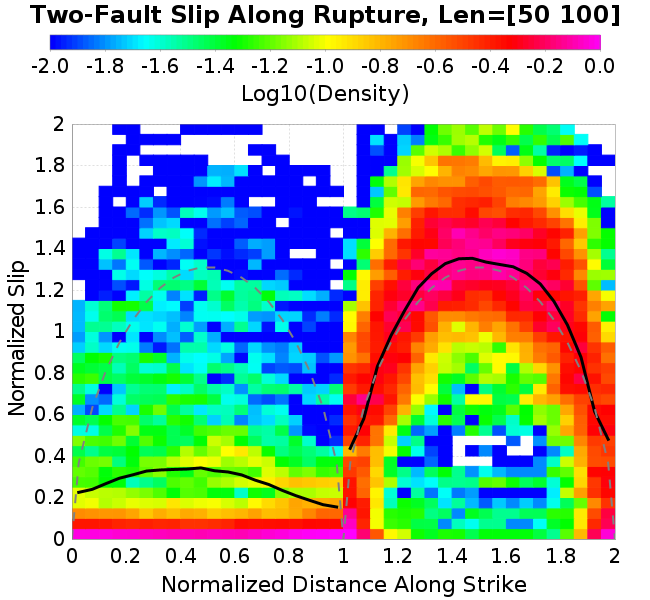 Two-Fault Slip Along Rupture, Len=[50 100]
-2.0 -1.8 -1.6 -1.4 -1.2 -1.0 -0.8 -0.6 -0.4 -0.2 0.0
Log10(Density)
2
1.8
1.6
1.4
1.2
1
0.8
0.6
0.4
0.2
0
Normalized Slip
0 0.2 0.4 0.6 0.8 1 1.2 1.4 1.6 1.8 2
Normalized Distance Along Strike